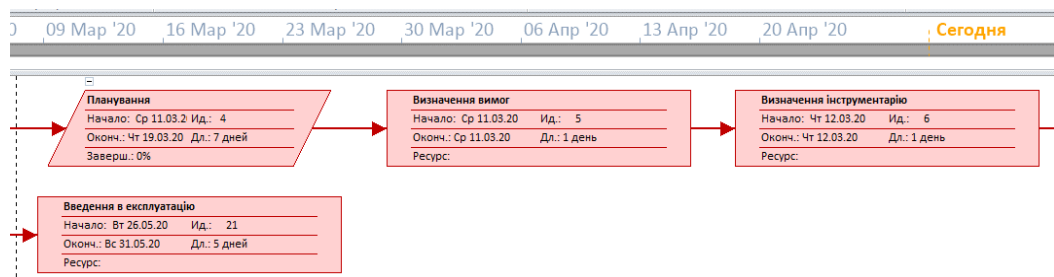 0 09 Мар '20 16 Мар '20 23 Мар '20 30 Мар '20 06 Апр '20 13 Апр '20 20 Апр '20 Сегодня
Планування
Начало: Ср 11.03.2 Ид.: 4
Оконч.: Чт 19.03.20 Дл.: 7 дней
Заверш.: 0%
Визначення вимог
Начало: Ср 11.03.20 Ид.: 5
Оконч.: Ср 11.03.20 Дл.: 1 день
Ресурс:
Визначення інструментарію
Начало: Чт 12.03.20 Ид.: 6
Оконч.: Чт 12.03.20 Дл.: 1 день
Ресурс:
Введення в експлуатацію
Начало: Вт 26.05.20 Ид.: 21
Оконч.: Вс 31.05.20 Дл.: 5 дней
Ресурс: